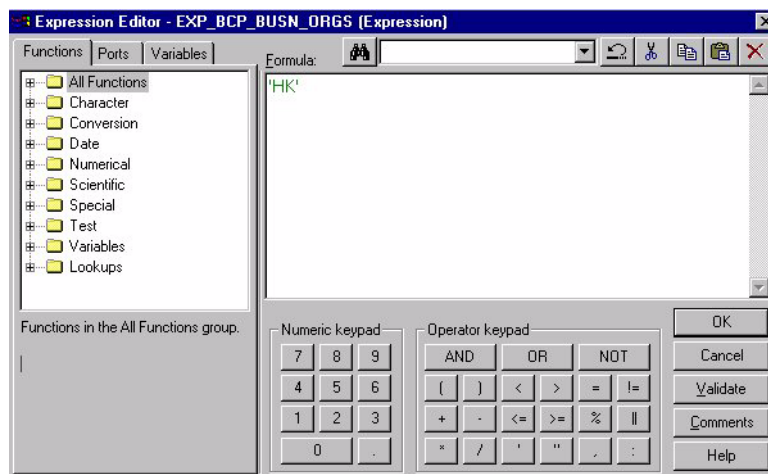 Expression Editor - EXP_BCP_BUSN_ORGS (Expression)
Functions Ports Variables
Formula:
All Functions
Character
Conversion
Date
Numerical
Scientific
Special
Test
Variables
Lookups
'HK'
Functions in the All Functions group.
Numeric keypad
7 8 9
4 5 6
1 2 3
0 .
Operator keypad
AND OR NOT
( ) < > = !=
+ - <= >= % ||
* / ' " , :
OK
Cancel
Validate
Comments
Help